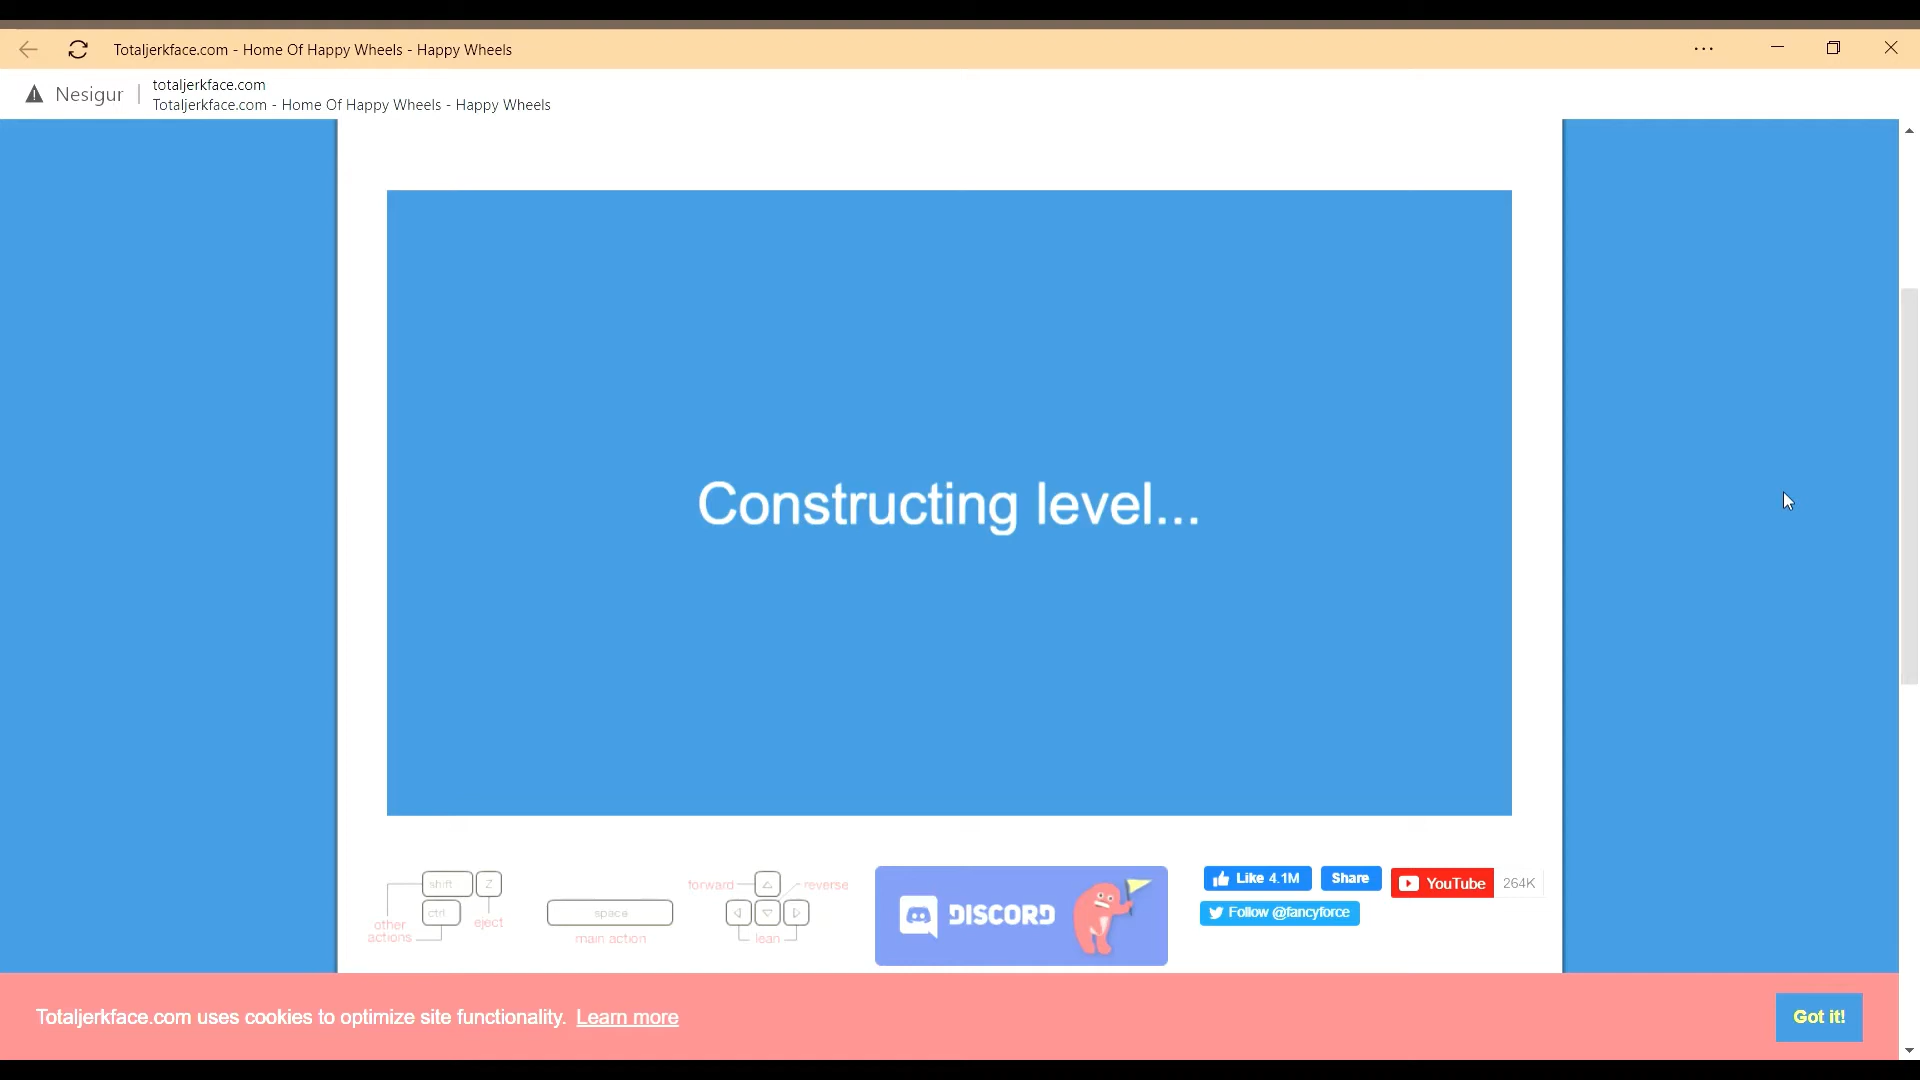 Totaljerkface.com - Home Of Happy Wheels - Happy Wheels
Nesigur
totaljerkface.com
Totaljerkface.com - Home Of Happy Wheels - Happy Wheels
Constructing level...
shift
Z
ctrl
other
actions
eject
space
main action
forward
reverse
lean
DISCORD
Like 4.1M
Share
YouTube
264K
Follow @fancyforce
Totaljerkface.com uses cookies to optimize site functionality. Learn more
Got it!